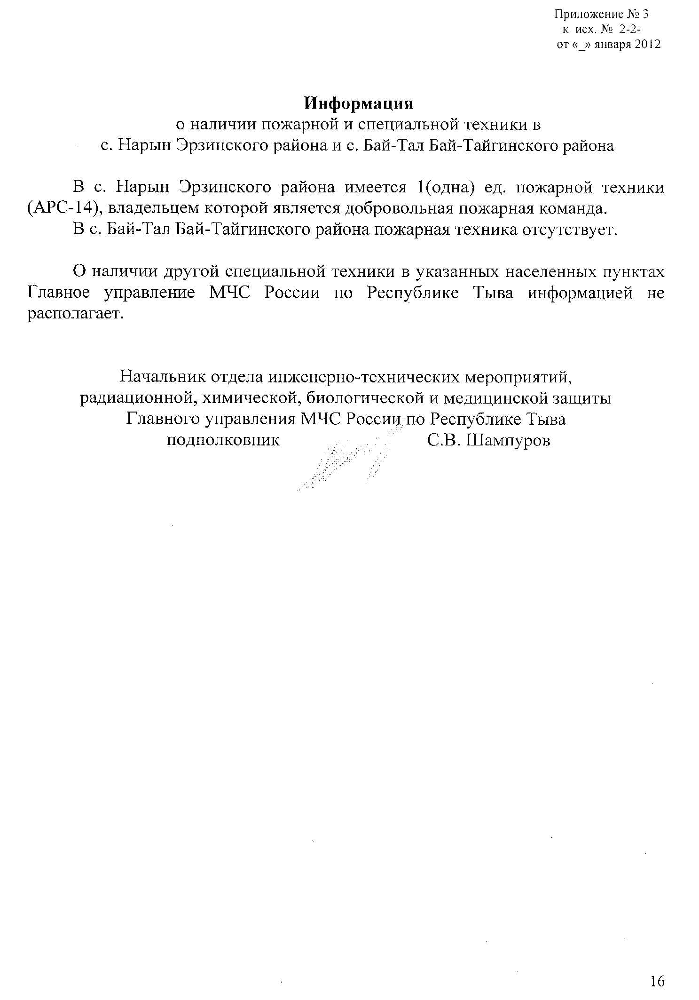 Приложение № 3
к исх. № 2-2-
от «_» января 2012
Информация
о наличии пожарной и специальной техники в
с. Нарын Эрзинского района и с. Бай-Тал Бай-Тайгинского района
В с. Нарын Эрзинского района имеется 1(одна) ед. пожарной техники
(АРС-14), владельцем которой является добровольная пожарная команда.
В с. Бай-Тал Бай-Тайгинского района пожарная техника отсутствует.
О наличии другой специальной техники в указанных населенных пунктах
Главное управление МЧС России по Республике Тыва информацией не
располагает.
Начальник отдела инженерно-технических мероприятий,
радиационной, химической, биологической и медицинской защиты
Главного управления МЧС России по Республике Тыва
подполковник С.В. Шампуров
16